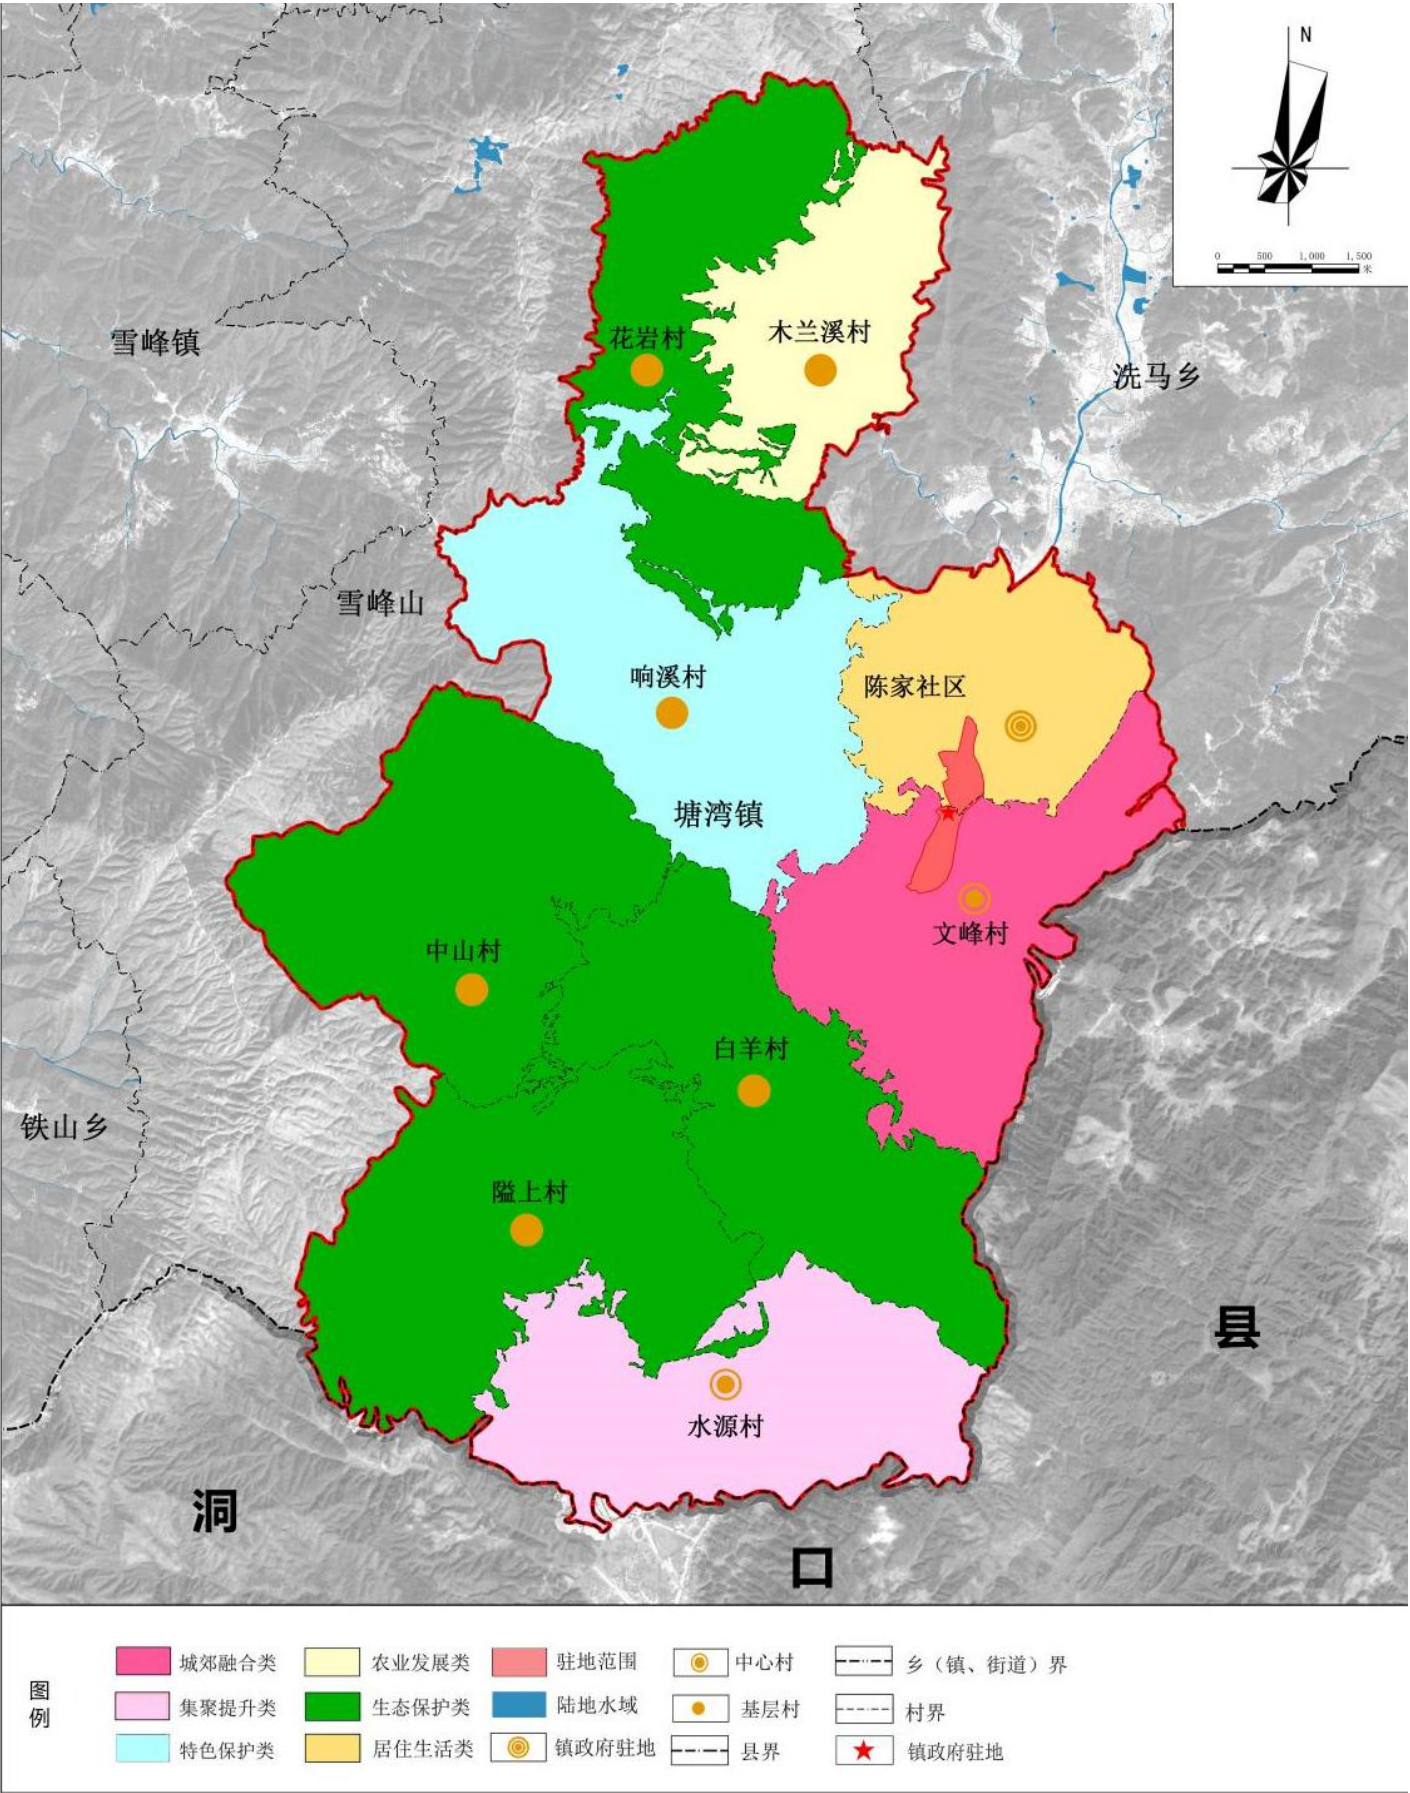 N
0 500 1,000 1,500
米
花岩村
木兰溪村
雪峰镇
洗马乡
雪峰山
响溪村
陈家社区
塘湾镇
文峰村
中山村
白羊村
铁山乡
隘上村
县
水源村
洞
口
图例
城郊融合类
农业发展类
驻地范围
中心村
乡（镇、街道）界
集聚提升类
生态保护类
陆地水域
基层村
村界
特色保护类
居住生活类
镇政府驻地
县界
镇政府驻地